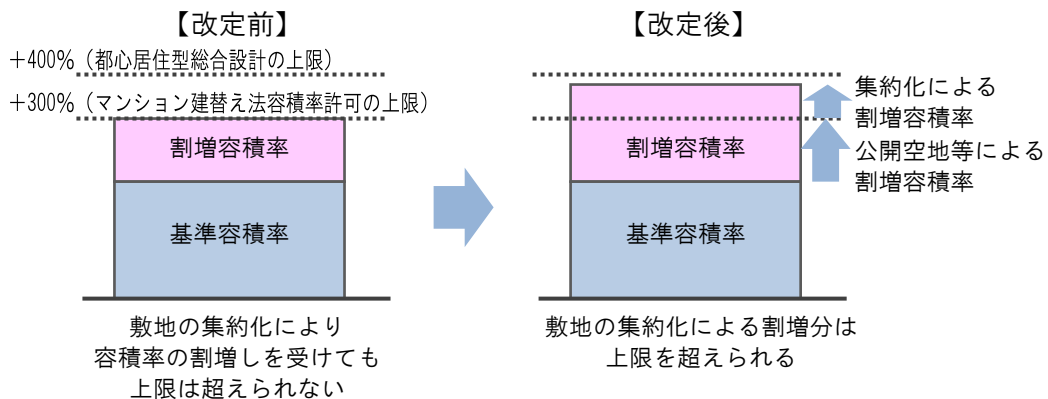 【改定前】
+400%（都心居住型総合設計の上限）
+300%（マンション建替え法容積率許可の上限）
割増容積率
基準容積率
敷地の集約化により
容積率の割増しを受けても
上限は超えられない
【改定後】
集約化による
割増容積率
公開空地等による
割増容積率
割増容積率
基準容積率
敷地の集約化による割増分は
上限を超えられる